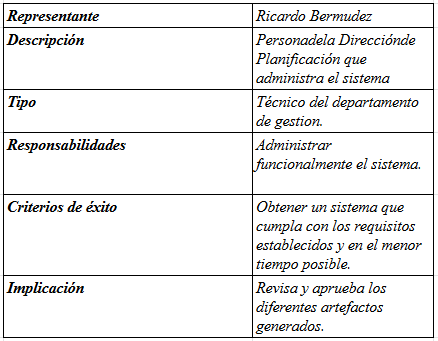 Representante Ricardo Bermudez
Descripción Personadela Direcciónde
Planificación que
administra el sistema
Tipo Técnico del departamento
de gestion.
Responsabilidades Administrar
funcionalmente el sistema.
Criterios de éxito Obtener un sistema que
cumpla con los requisitos
establecidos y en el menor
tiempo posible.
Implicación Revisa y aprueba los
diferentes artefactos
generados.